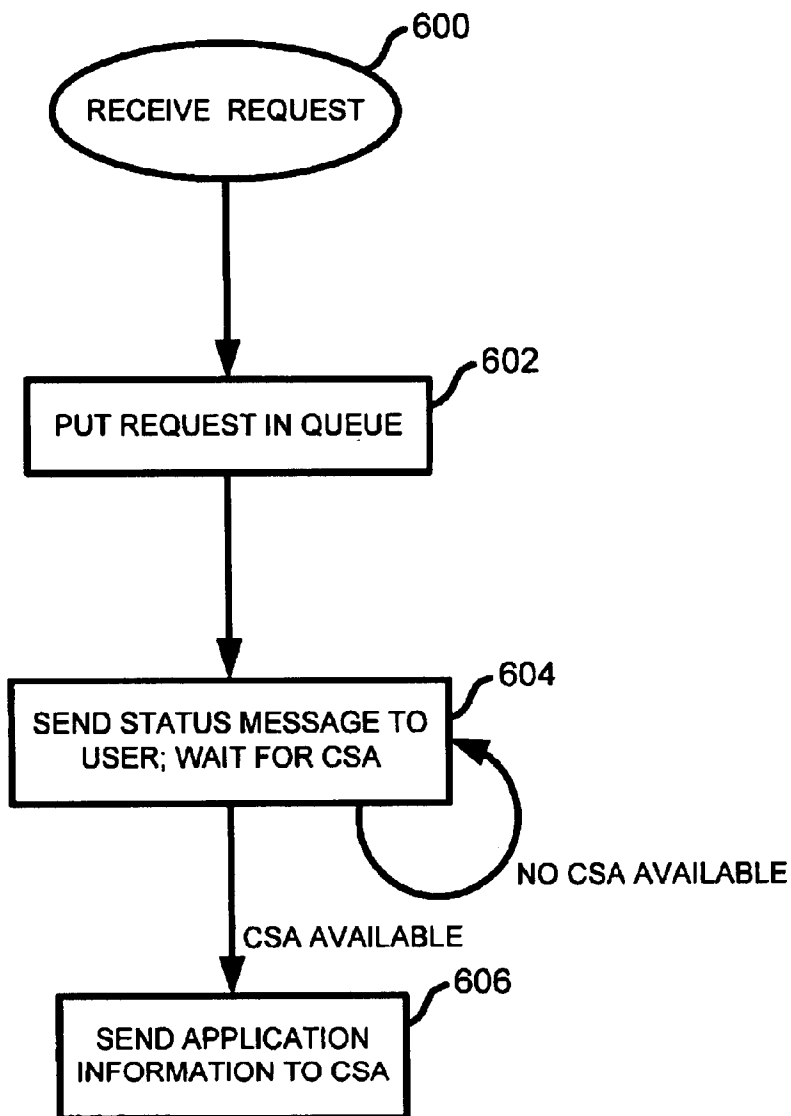 600
RECEIVE REQUEST
602
PUT REQUEST IN QUEUE
604
SEND STATUS MESSAGE TO
USER; WAIT FOR CSA
NO CSA AVAILABLE
CSA AVAILABLE
606
SEND APPLICATION
INFORMATION TO CSA